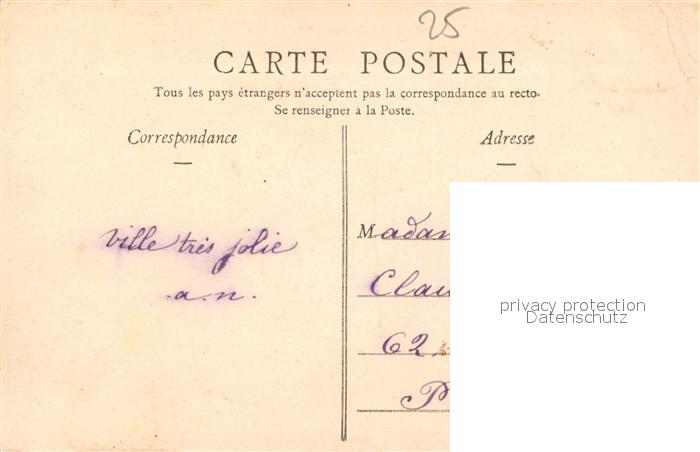 25
CARTE POSTALE
Tous les pays étrangers n'acceptent pas la correspondance au recto.
Se renseigner à la Poste.
Correspondance
Adresse
ville très jolie
a.n.
Madam
Clau
62
P
privacy protection
Datenschutz